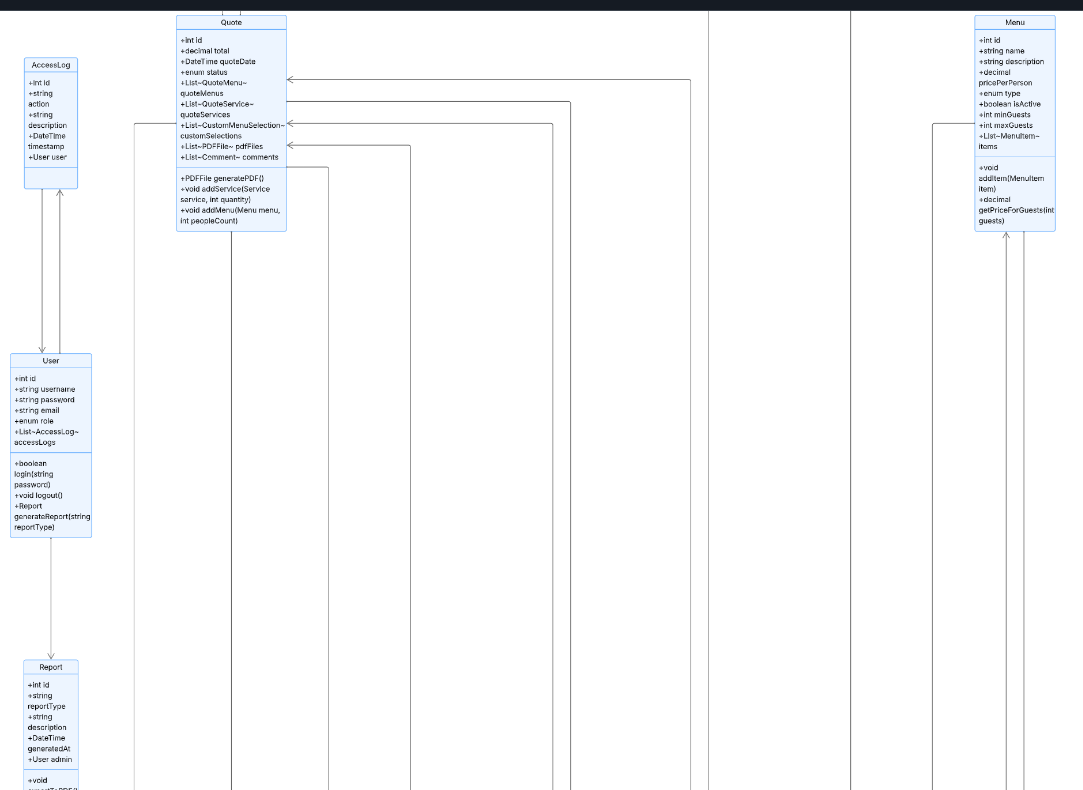 Quote
+int id
+decimal total
+DateTime quoteDate
+enum status
+List~QuoteMenu~
quoteMenus
+List~QuoteService~
quoteServices
+List~CustomMenuSelection~
customSelections
+List~PDFFile~ pdfFiles
+List~Comment~ comments
+PDFFile generatePDF()
+void addService(Service
service, int quantity)
+void addMenu(Menu menu,
int peopleCount)
Menu
+int id
+string name
+string description
+decimal
pricePerPerson
+enum type
+boolean isActive
+int minGuests
+int maxGuests
+List~MenuItem~
items
+void
addItem(MenuItem
item)
+decimal
getPriceForGuests(int
guests)
AccessLog
+int id
+string
action
+string
description
+DateTime
timestamp
+User user
User
+int id
+string username
+string password
+string email
+enum role
+List~AccessLog~
accessLogs
+boolean
login(string
password)
+void logout()
+Report
generateReport(string
reportType)
Report
+int id
+string
reportType
+string
description
+DateTime
generatedAt
+User admin
+void